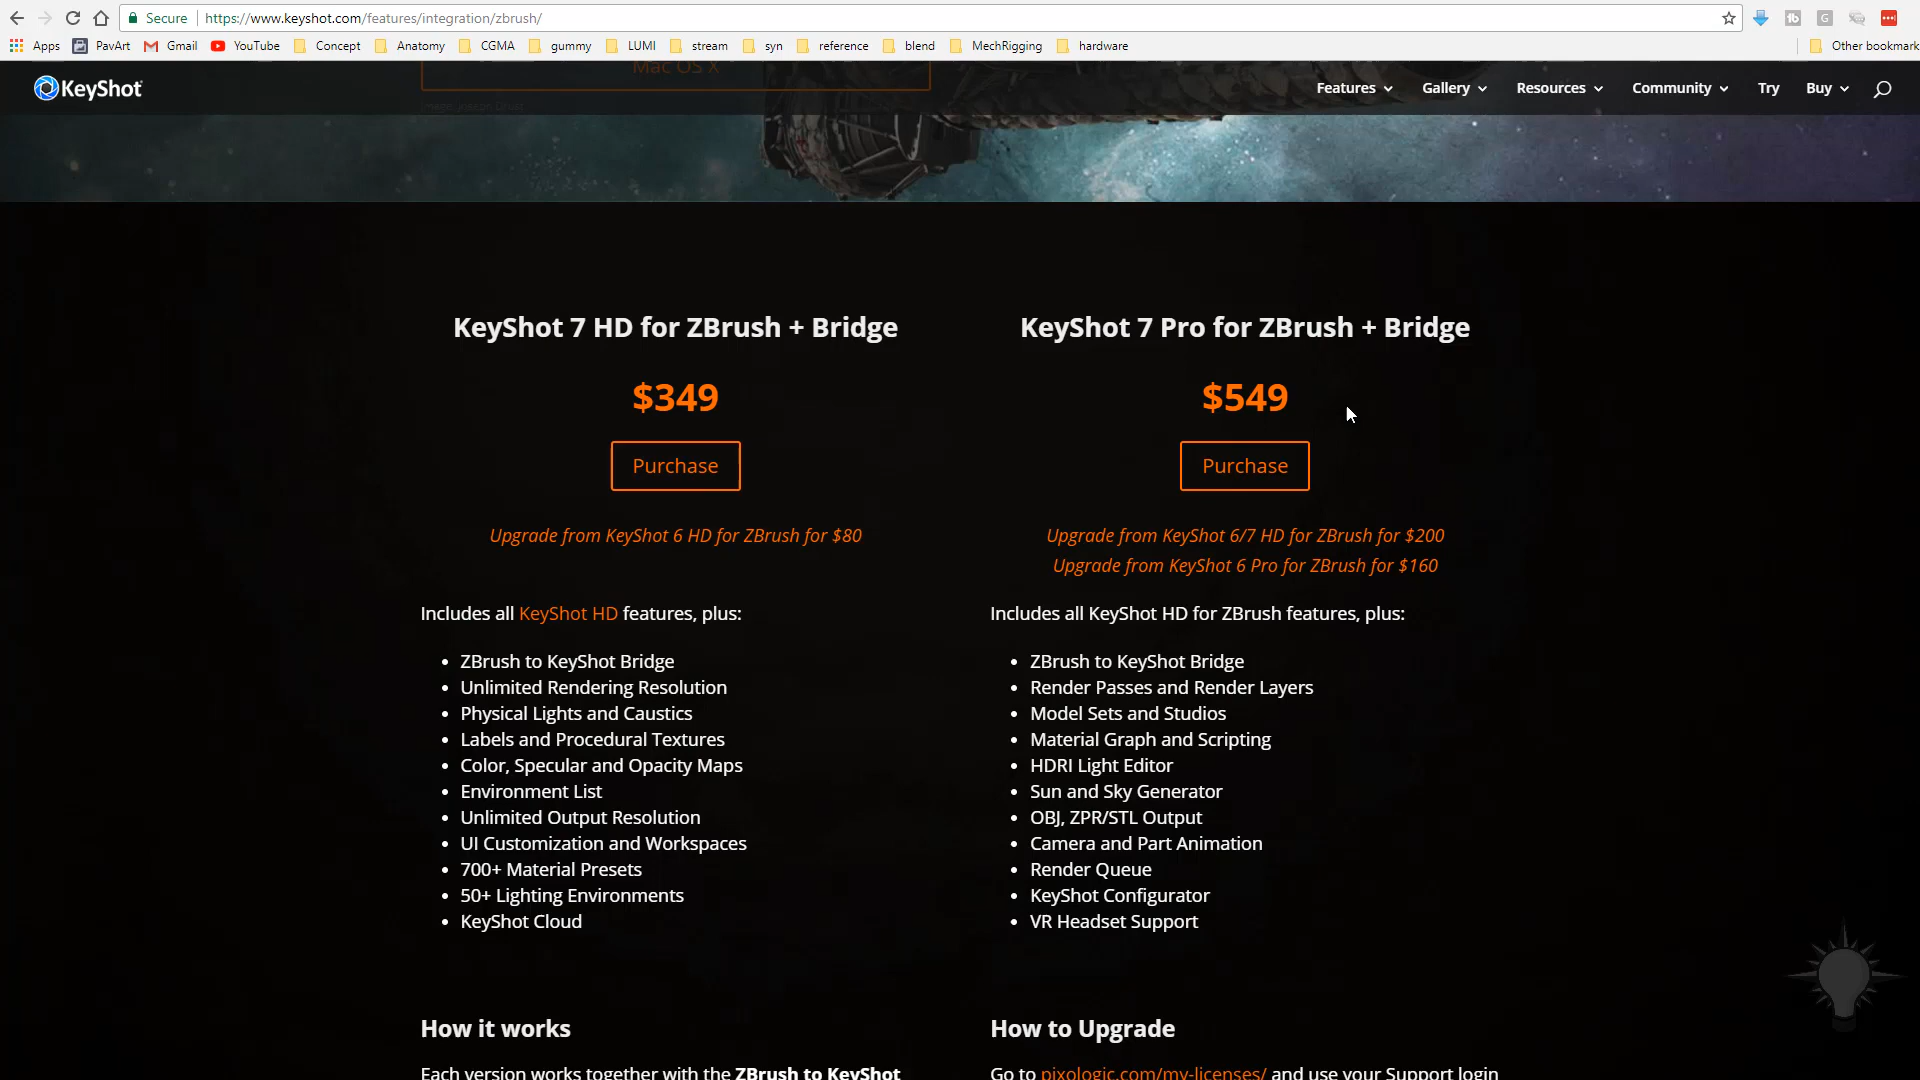 Secure
https://www.keyshot.com/features/integration/zbrush/
Apps PavArt Gmail YouTube Concept Anatomy CGMA gummy LUMI stream syn reference blend MechRigging hardware Other bookmark
Mac OS X
Image: Joseph Drust
KeyShot
Features Gallery Resources Community Try Buy
KeyShot 7 HD for ZBrush + Bridge
$349
Purchase
Upgrade from KeyShot 6 HD for ZBrush for $80
Includes all KeyShot HD features, plus:
• ZBrush to KeyShot Bridge
• Unlimited Rendering Resolution
• Physical Lights and Caustics
• Labels and Procedural Textures
• Color, Specular and Opacity Maps
• Environment List
• Unlimited Output Resolution
• UI Customization and Workspaces
• 700+ Material Presets
• 50+ Lighting Environments
• KeyShot Cloud
How it works
Each version works together with the ZBrush to KeyShot
KeyShot 7 Pro for ZBrush + Bridge
$549
Purchase
Upgrade from KeyShot 6/7 HD for ZBrush for $200
Upgrade from KeyShot 6 Pro for ZBrush for $160
Includes all KeyShot HD for ZBrush features, plus:
• ZBrush to KeyShot Bridge
• Render Passes and Render Layers
• Model Sets and Studios
• Material Graph and Scripting
• HDRI Light Editor
• Sun and Sky Generator
• OBJ, ZPR/STL Output
• Camera and Part Animation
• Render Queue
• KeyShot Configurator
• VR Headset Support
How to Upgrade
Go to pixologic.com/my-licenses/ and use your Support login